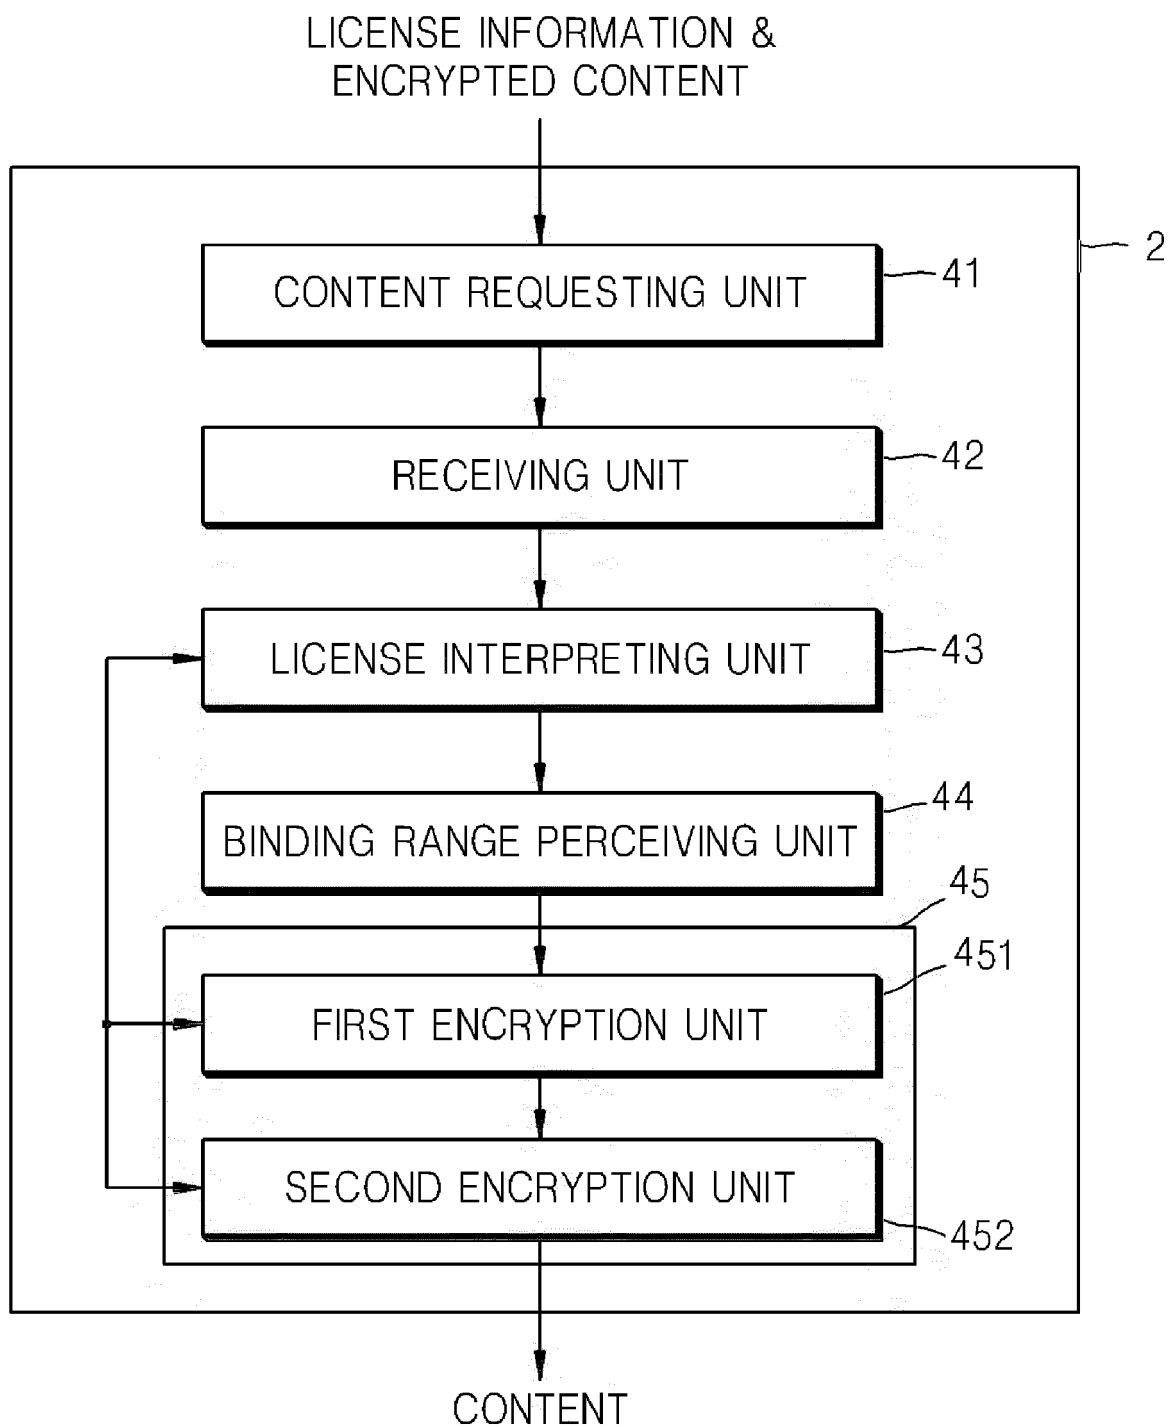 LICENSE INFORMATION &
ENCRYPTED CONTENT
2
CONTENT REQUESTING UNIT
41
RECEIVING UNIT
42
LICENSE INTERPRETING UNIT
43
BINDING RANGE PERCEIVING UNIT
44
45
FIRST ENCRYPTION UNIT
451
SECOND ENCRYPTION UNIT
452
CONTENT